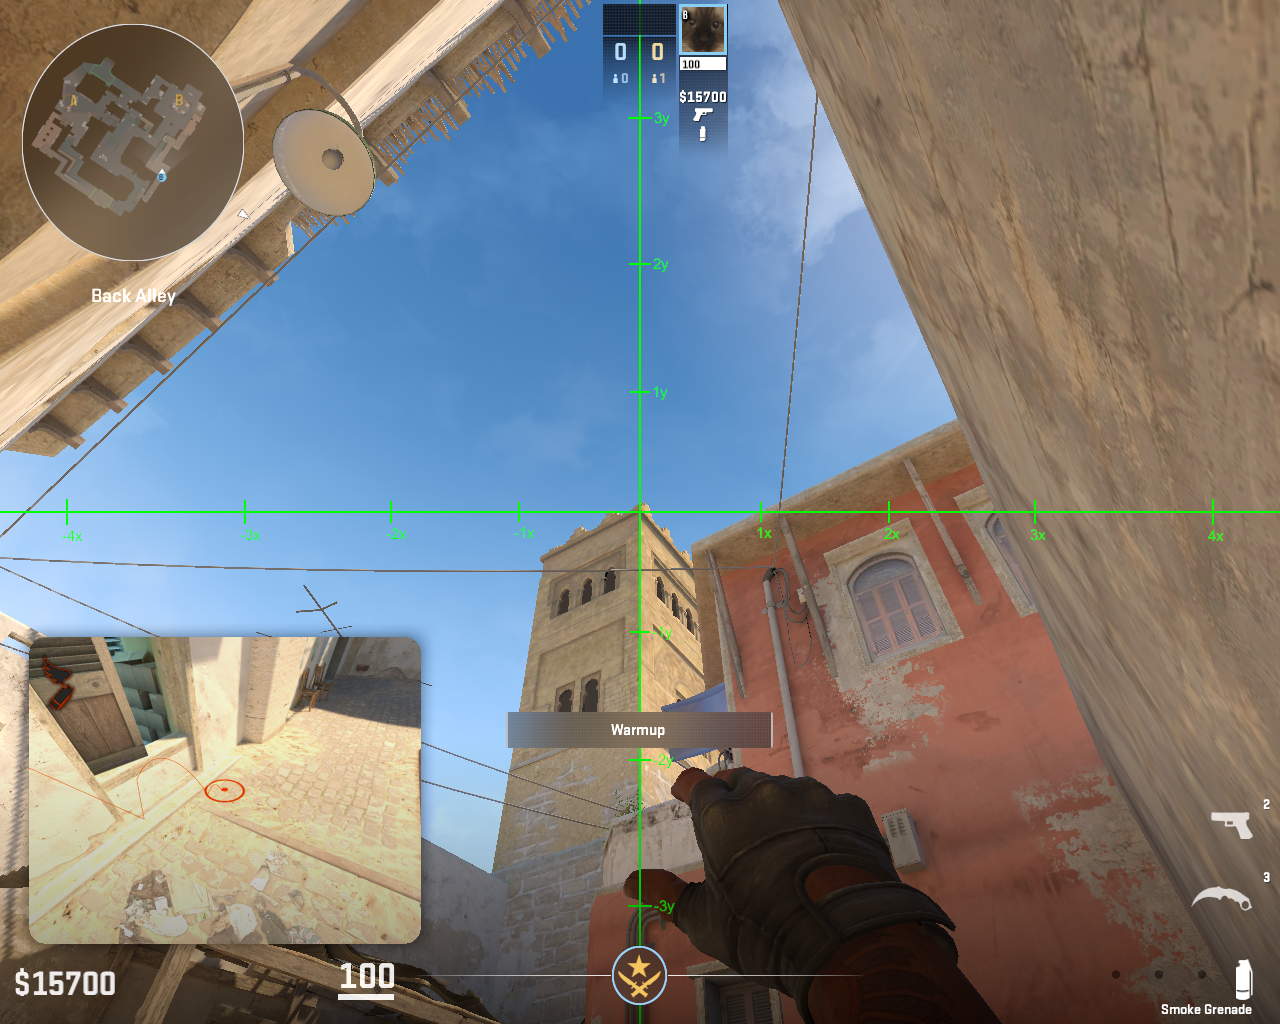 B
100
0 0
0 1
$15700
A
B
B
Back Alley
3y
2y
1y
-4x -3x -2x -1x 1x 2x 3x 4x
-1y
Warmup
-2y
2
3
-3y
$15700
100
Smoke Grenade